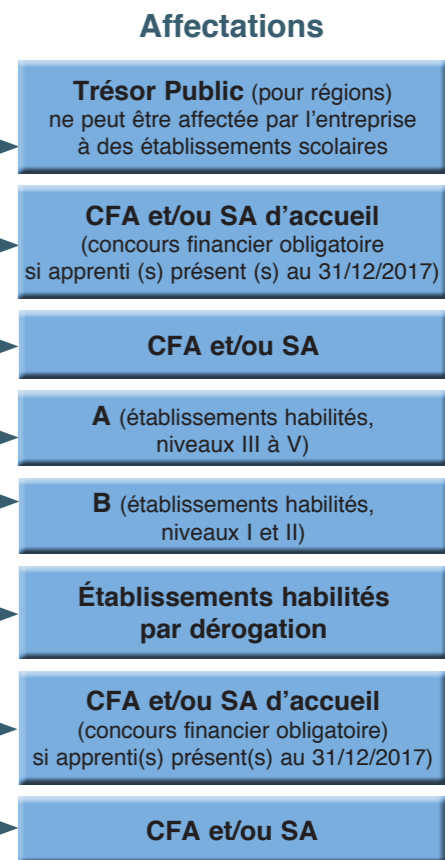 Affectations
Trésor Public (pour régions)
ne peut être affectée par l'entreprise
à des établissements scolaires
CFA et/ou SA d'accueil
(concours financier obligatoire
si apprenti (s) présent (s) au 31/12/2017)
CFA et/ou SA
A (établissements habilités,
niveaux III à V)
B (établissements habilités,
niveaux I et II)
Établissements habilités
par dérogation
CFA et/ou SA d'accueil
(concours financier obligatoire)
si apprenti(s) présent(s) au 31/12/2017)
CFA et/ou SA